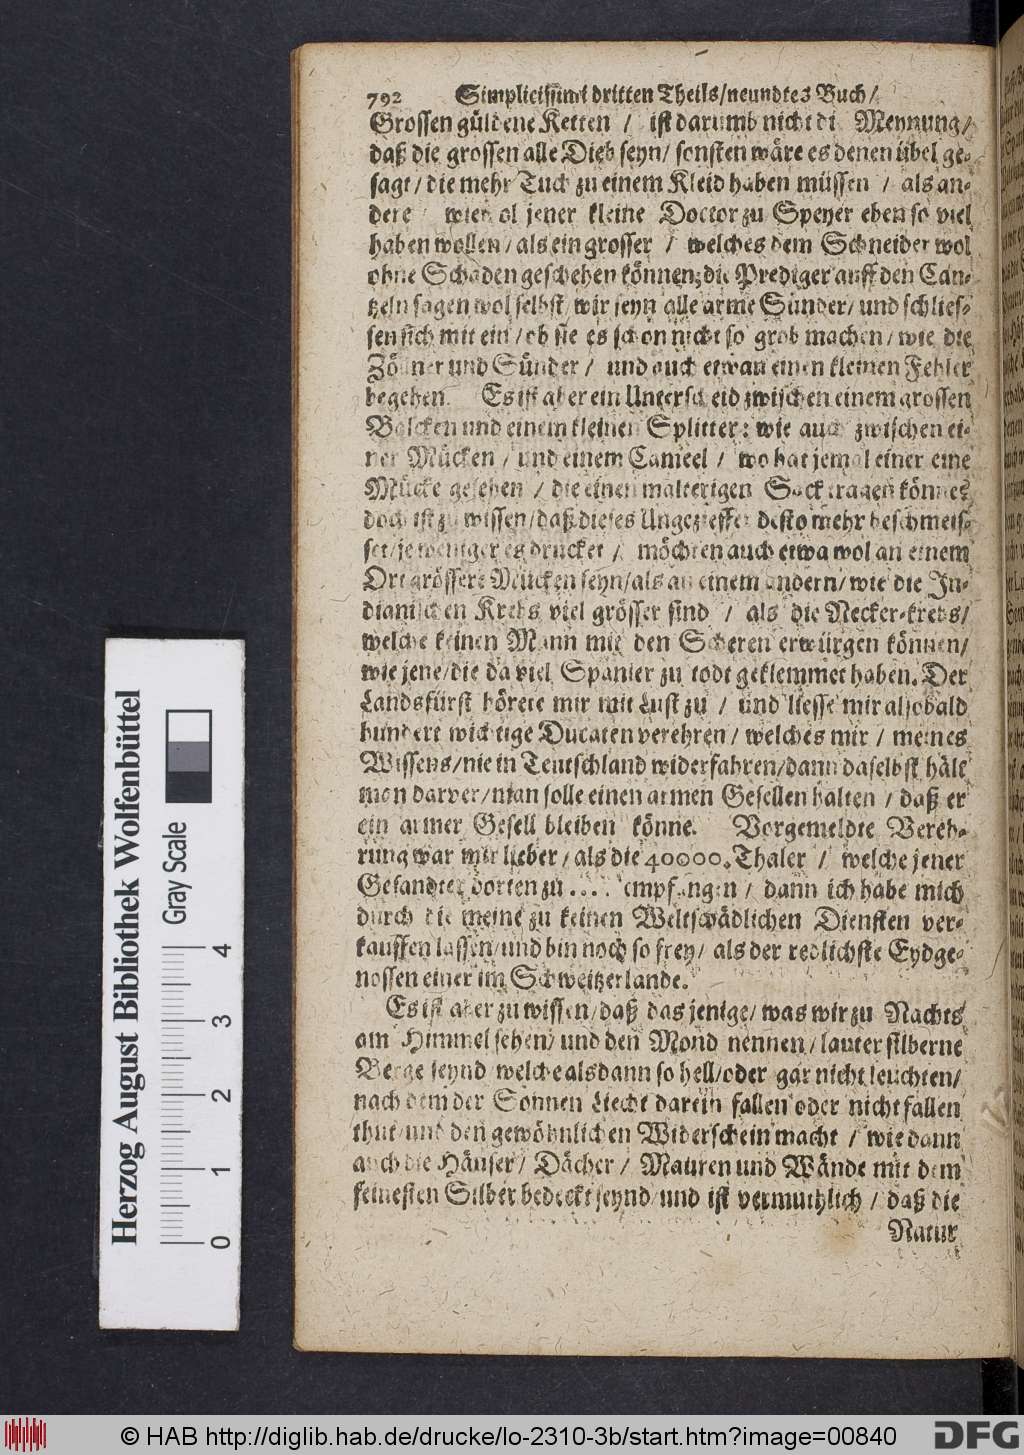 792 Simplicissimi dritten Theils/neundtes Buch/
Grossen güldene Ketten / ist darumb nicht di Meynung/
daß die grossen alle Dieb seyn/ sonsten wäre es denen übel ge-
sagt/ die mehr Tuch zu einem Kleid haben müssen / als an-
dere / wiewol jener kleine Doctor zu Speyer eben so viel
haben wollen/ als ein grosser / welches dem Schneider wol
ohne Schaden geschehen können; die Prediger auff den Can-
tzeln sagen wol selbst/ wir seyn alle arme Sünder/ und schlies-
sen sich mit ein/ ob sie es schon nicht so grob machen/ wie die
Zöllner und Sünder / und auch etwan einen kleinen Fehler
begehen. Es ist aber ein Unterscheid zwischen einem grossen
Balcken und einem kleinen Splitter: wie auch zwischen ei-
ner Mücken / und einem Cameel / wo hat jemal einer eine
Mücke gesehen / die einen malterigen Sack tragen können?
doch ist zu wissen/ daß dieses Ungezieffer desto mehr beschmeis-
set/ je weniger es drucket / möchten auch etwa wol an einem
Ort grössere Mücken seyn/ als an einem andern/ wie die In-
dianischen Krebs viel grösser sind / als die Necker-krebs/
welche keinen Mann mit den Scheren erwürgen können/
wie jene/ die da viel Spanier zu todt geklemmet haben. Der
Landsfürst hörete mir mit Lust zu / und liesse mir alsobald
hundert wichtige Ducaten verehren/ welches mir / meines
Wissens/ nie in Teutschland widerfahren/ dann daselbst hält
man darvor/ man solle einen armen Gesellen halten / daß er
ein armer Gesell bleiben könne. Vorgemeldte Vereh-
rung war mir lieber/ als die 40000. Thaler / welche jener
Gesandter dorten zu .... empfangen / dann ich habe mich
durch die meine zu keinen Weltschädlichen Diensten ver-
kauffen lassen/ und bin noch so frey/ als der redlichste Eydge-
nossen einer im Schweitzerlande.
Es ist aber zu wissen/ daß das jenige/ was wir zu Nachts
am Himmel sehen/ und den Mond nennen/ lauter silberne
Berge seynd welche alsdann so hell/ oder gar nicht leuchten/
nach dem der Sonnen Liecht darein fallen oder nicht fallen
thut und den gewöhnlichen Widerschein macht / wie dann
auch die Häuser/ Dächer/ Mauren und Wände mit dem
feinesten Silber bedeckt seynd und ist vermuthlich / daß die
Natur
Herzog August Bibliothek Wolfenbüttel
Gray Scale
0 1 2 3 4
© HAB http://diglib.hab.de/drucke/lo-2310-3b/start.htm?image=00840
DFG